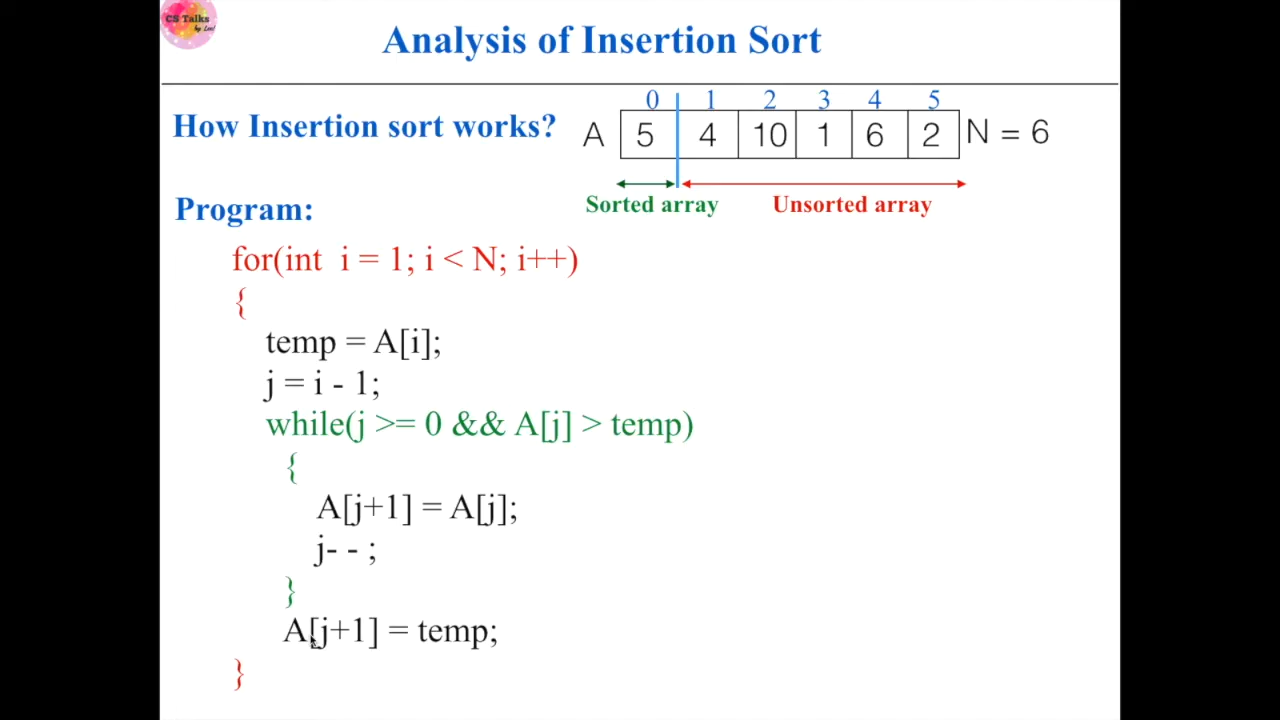 CS Talks
by Lee!
Analysis of Insertion Sort
How Insertion sort works?
0 1 2 3 4 5
A 5 4 10 1 6 2 N = 6
Sorted array Unsorted array
Program:
for(int i = 1; i < N; i++)
{
temp = A[i];
j = i - 1;
while(j >= 0 && A[j] > temp)
{
A[j+1] = A[j];
j- - ;
}
A[j+1] = temp;
}